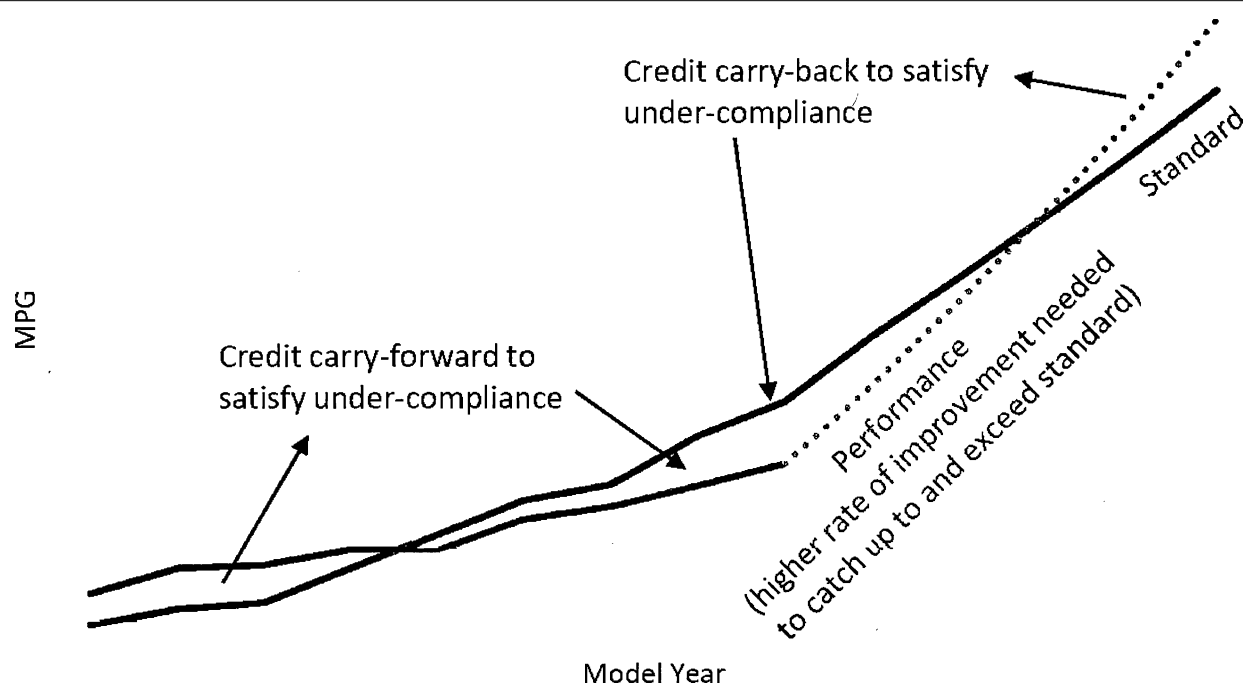 Credit carry-back to satisfy
under-compliance
Standard
MPG
Credit carry-forward to
satisfy under-compliance
Performance
(higher rate of improvement needed
to catch up to and exceed standard)
Model Year